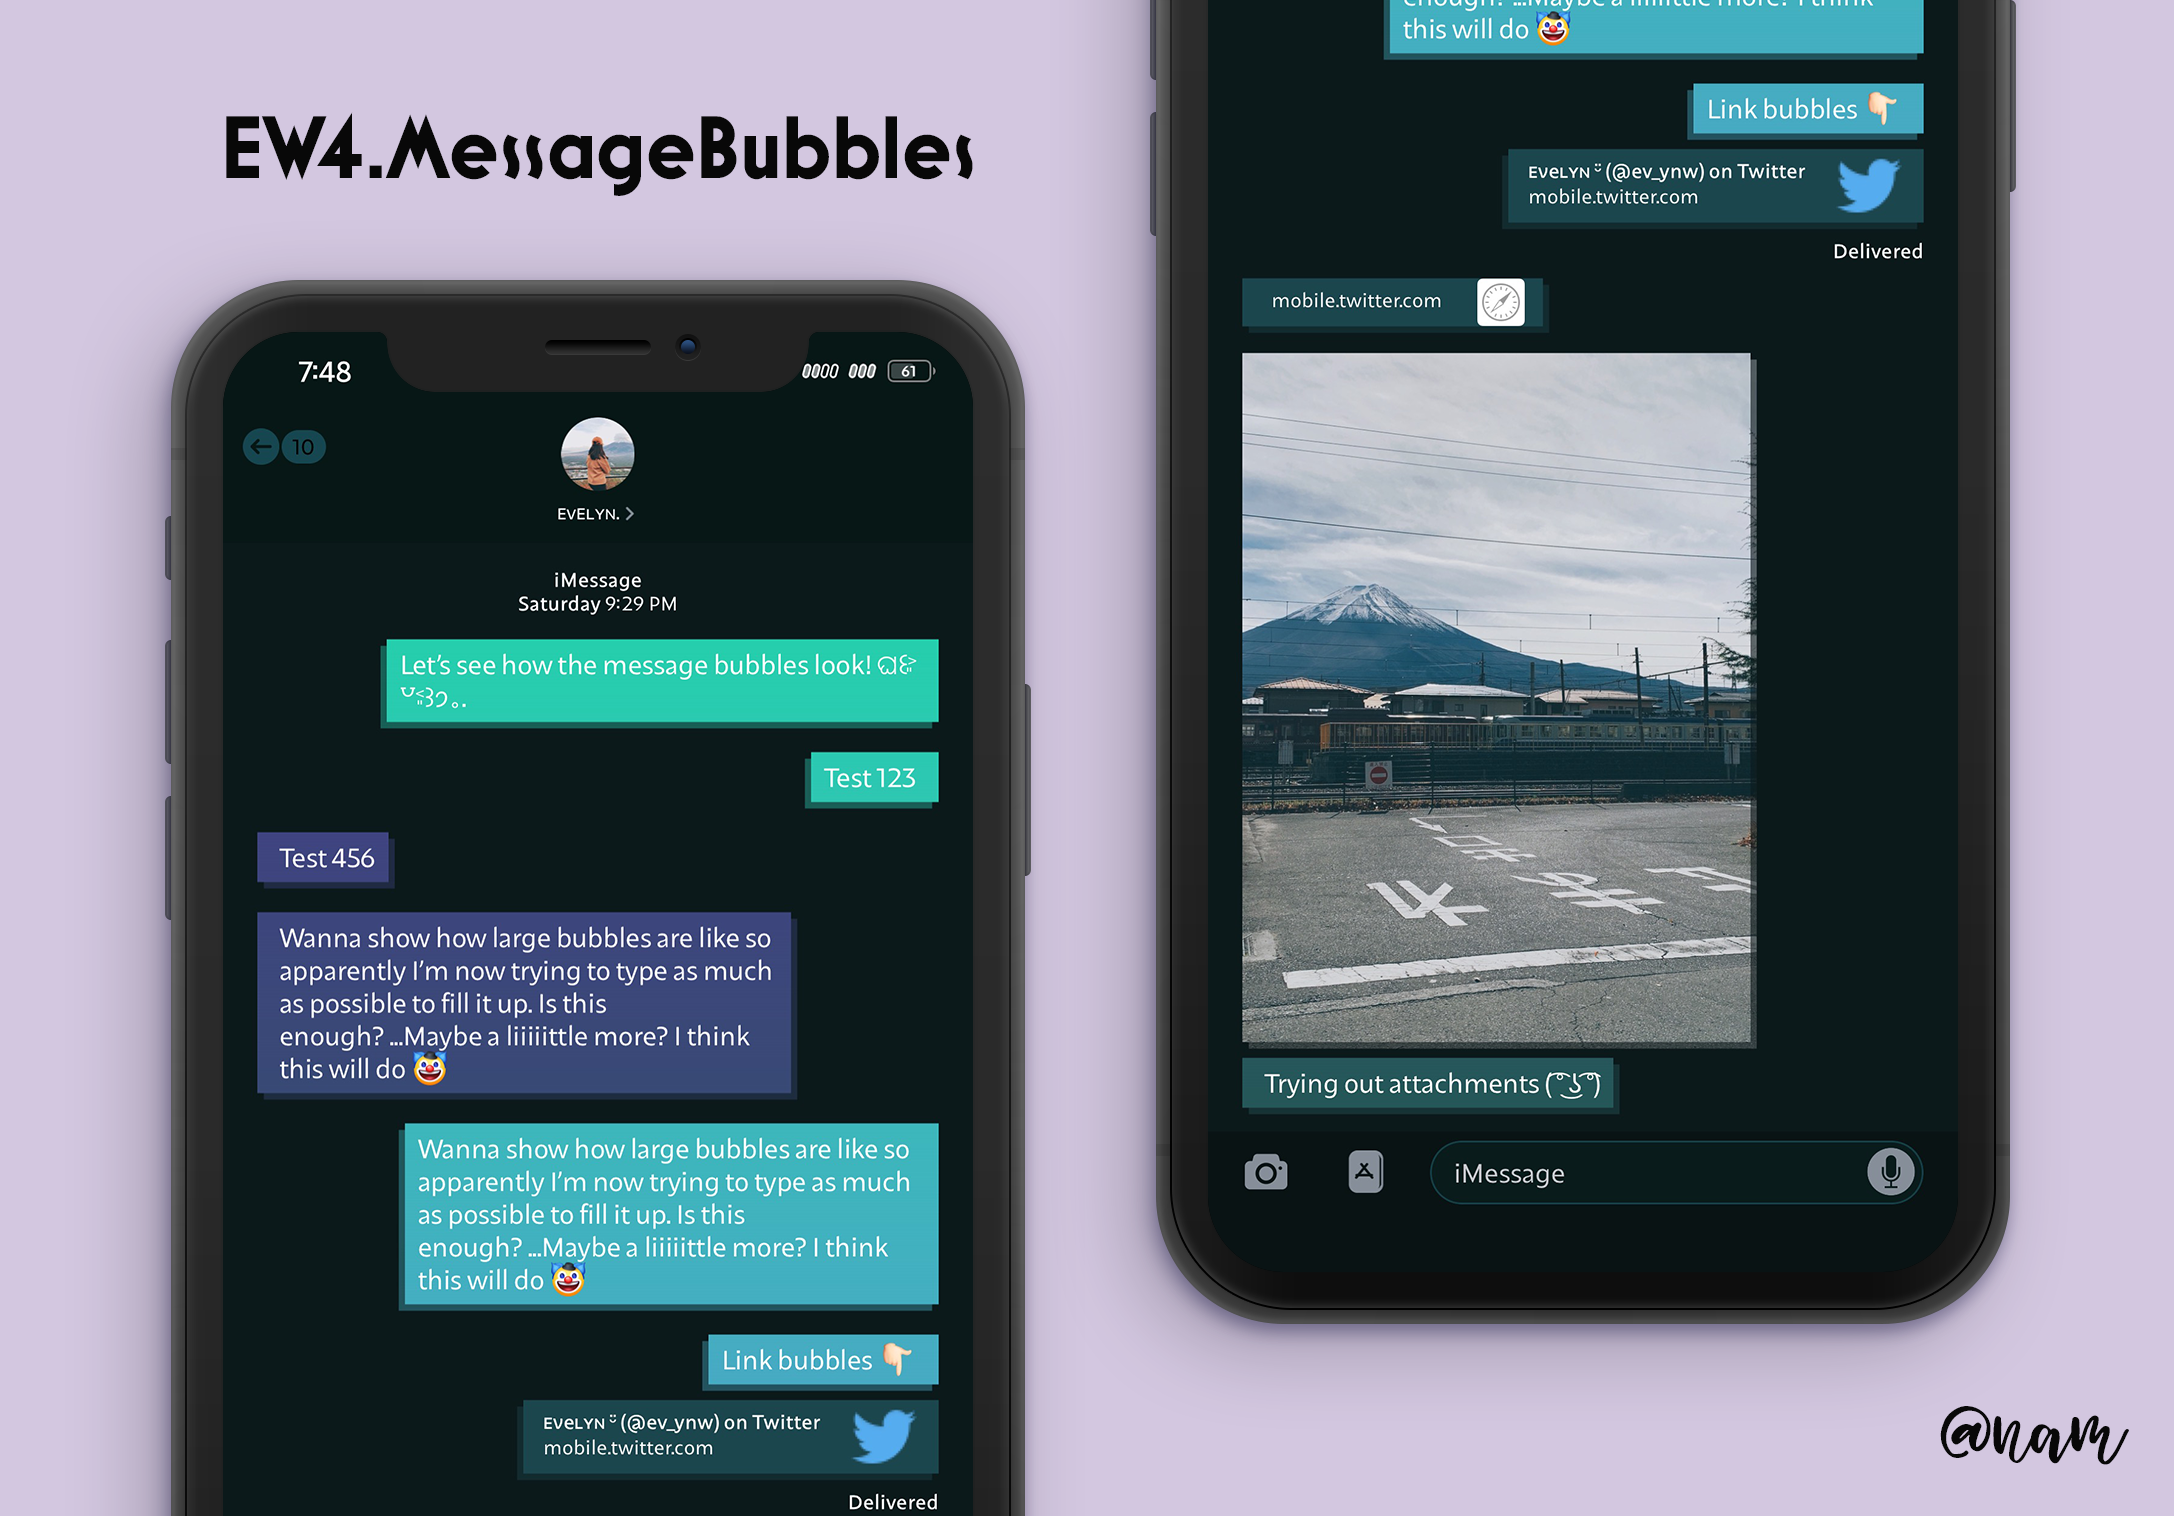 EW4.MessageBubbles
7:48
61
10
EVELYN.
iMessage
Saturday 9:29 PM
Let's see how the message bubbles look!
Test 123
Test 456
Wanna show how large bubbles are like so
apparently I'm now trying to type as much
as possible to fill it up. Is this
enough? ...Maybe a liiiiittle more? I think
this will do 🤡
Wanna show how large bubbles are like so
apparently I'm now trying to type as much
as possible to fill it up. Is this
enough? ...Maybe a liiiiittle more? I think
this will do 🤡
Link bubbles 👇🏻
EVELYN (@ev_ynw) on Twitter
mobile.twitter.com
Delivered
enough? ...Maybe a liiiiittle more? I think
this will do 🤡
Link bubbles 👇🏻
EVELYN (@ev_ynw) on Twitter
mobile.twitter.com
Delivered
mobile.twitter.com
Trying out attachments ( ͡° ͜ʖ ͡°)
iMessage
@nam